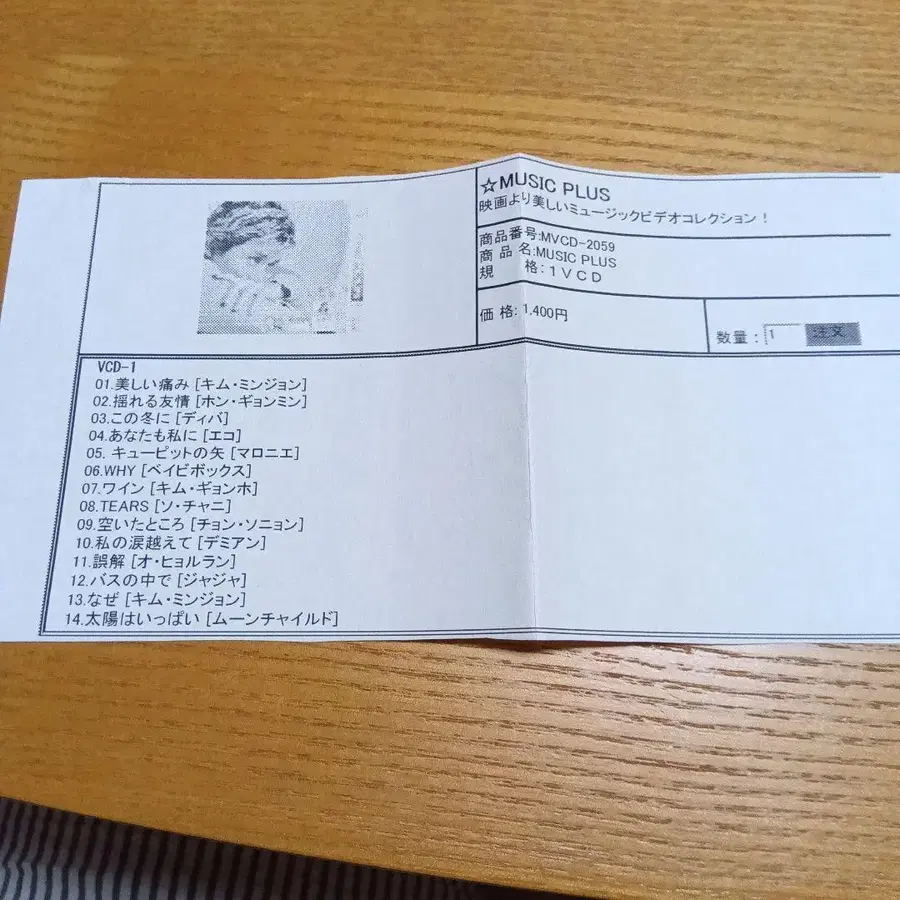 ☆MUSIC PLUS
映画より美しいミュージックビデオコレクション！
商品番号:MVCD-2059
商 品 名:MUSIC PLUS
規　　格:１ＶＣＤ
価 格: 1,400円
数量：1 注文
VCD-1
01.美しい痛み [キム・ミンジョン]
02.揺れる友情 [ホン・ギョンミン]
03.この冬に [ディバ]
04.あなたも私に [エコ]
05. キューピットの矢 [マロニエ]
06.WHY [ベイビボックス]
07.ワイン [キム・ギョンホ]
08.TEARS [ソ・チャニ]
09.空いたところ [チョン・ソニョン]
10.私の涙越えて [デミアン]
11.誤解 [オ・ヒョルラン]
12.バスの中で [ジャジャ]
13.なぜ [キム・ミンジョン]
14.太陽はいっぱい [ムーンチャイルド]